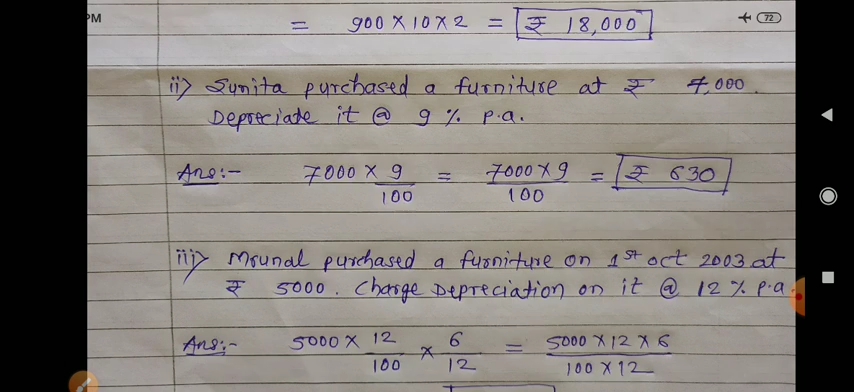 PM
72
= 900 × 10 × 2 = ₹ 18,000
ii) Sunita purchased a furniture at ₹ 7,000.
Depreciate it @ 9 % p.a.
Ans:- 7000 × 9/100 = 7000 × 9/100 = ₹ 630
iii) Mrunal purchased a furniture on 1st oct 2003 at
₹ 5000. Charge Depreciation on it @ 12 % p.a.
Ans:- 5000 × 12/100 × 6/12 = 5000 × 12 × 6/100 × 12